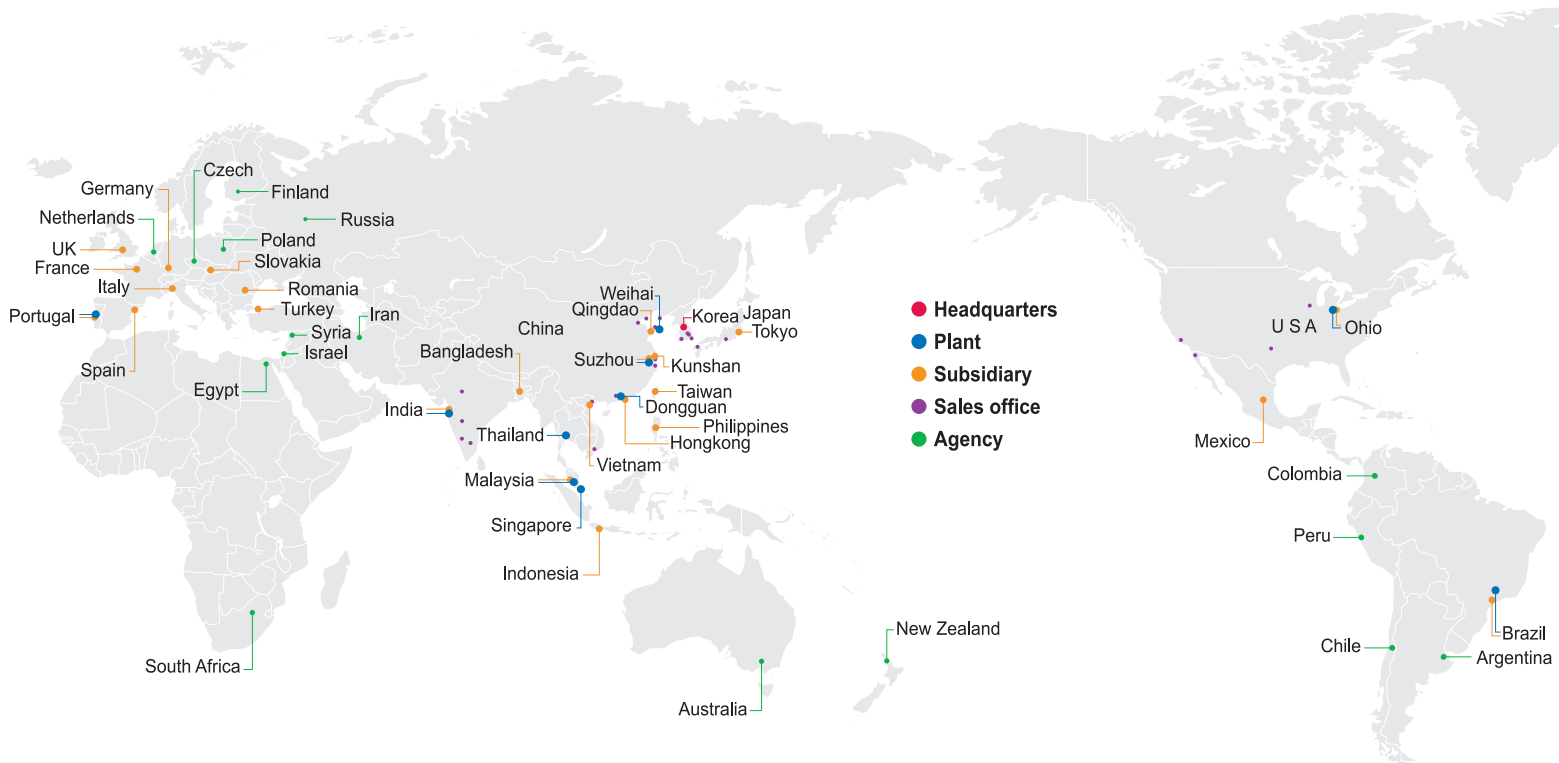 Czech
Germany
Finland
Netherlands
Russia
UK
Poland
France
Slovakia
Italy
Romania
Portugal
Turkey
Iran
Syria
Spain
Israel
Egypt
South Africa
Weihai
Qingdao
Korea
Japan
China
Tokyo
Bangladesh
Suzhou
Kunshan
Taiwan
India
Dongguan
Thailand
Philippines
Hongkong
Vietnam
Malaysia
Singapore
Indonesia
New Zealand
Australia
Headquarters
Plant
Subsidiary
Sales office
Agency
U S A
Ohio
Mexico
Colombia
Peru
Brazil
Chile
Argentina